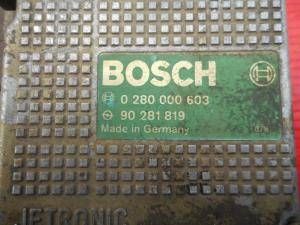 BOSCH
0 280 000 603
90 281 819
Made in Germany
JETRONIC